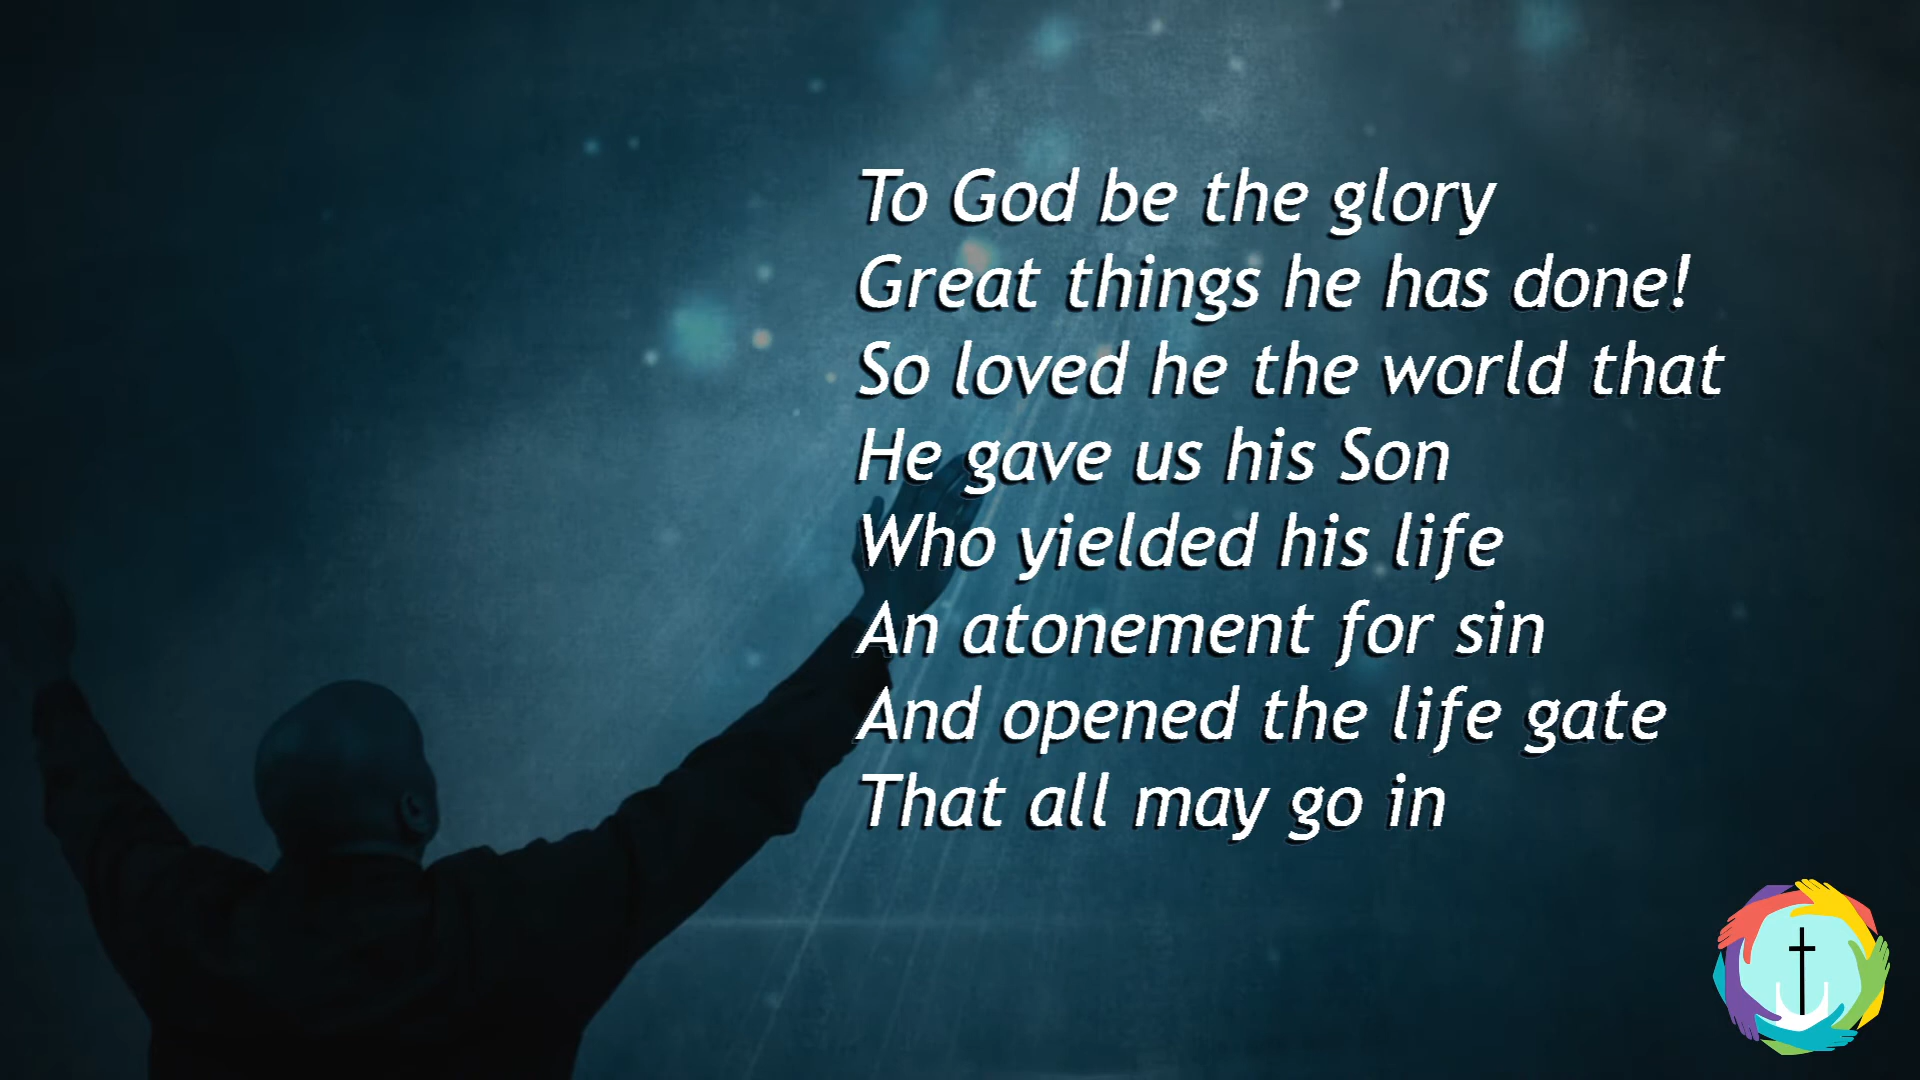 To God be the glory
Great things he has done!
So loved he the world that
He gave us his Son
Who yielded his life
An atonement for sin
And opened the life gate
That all may go in